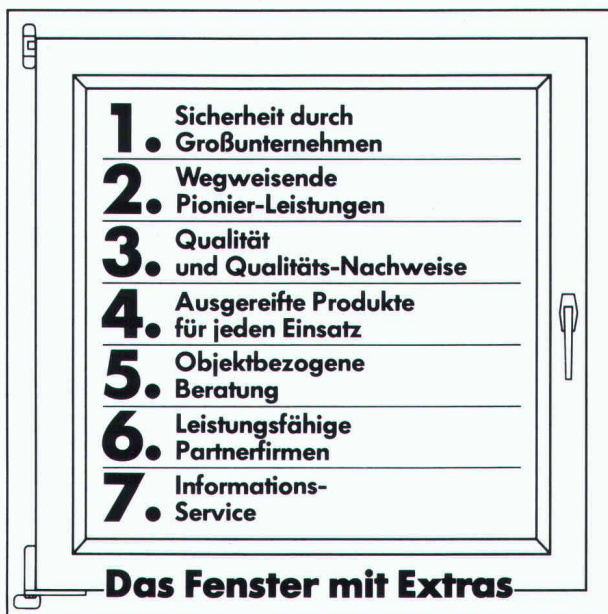 1. Sicherheit durch
Großunternehmen
2. Wegweisende
Pionier-Leistungen
3. Qualität
und Qualitäts-Nachweise
4. Ausgereifte Produkte
für jeden Einsatz
5. Objektbezogene
Beratung
6. Leistungsfähige
Partnerfirmen
7. Informations-
Service
Das Fenster mit Extras